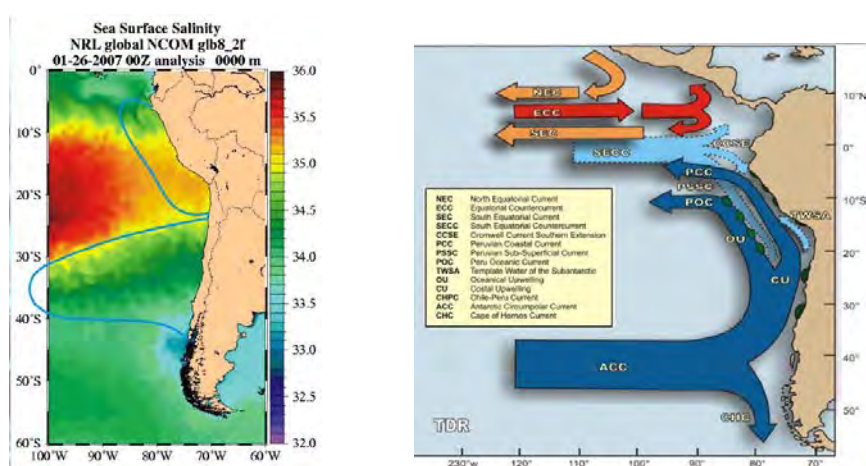 Sea Surface Salinity
NRL global NCOM glb8_2f
01-26-2007 00Z analysis 0000 m
0°
10°S
20°S
30°S
40°S
50°S
60°S
100°W
90°W
80°W
70°W
60°W
36.0
35.5
35.0
34.5
34.0
33.5
33.0
32.5
32.0
NEC
ECC
SEC
SECC
CCSE
PCC
PSSC
POC
TWSA
OU
CU
ACC
CHC
TDR
NEC North Equatorial Current
ECC Equatorial Countercurrent
SEC South Equatorial Current
SECC South Equatorial Countercurrent
CCSE Cromwell Current Southern Extension
PCC Peruvian Coastal Current
PSSC Peruvian Sub-Superficial Current
POC Peru Oceanic Current
TWSA Template Water of the Subantarctic
OU Oceanical Upwelling
CU Costal Upwelling
CHPC Chile-Peru Current
ACC Antarctic Circumpolar Current
CHC Cape of Hornos Current
10°N
0°
10°S
20°
30°
40°
50°
230°w
110°
100°
90°
80°
70°w